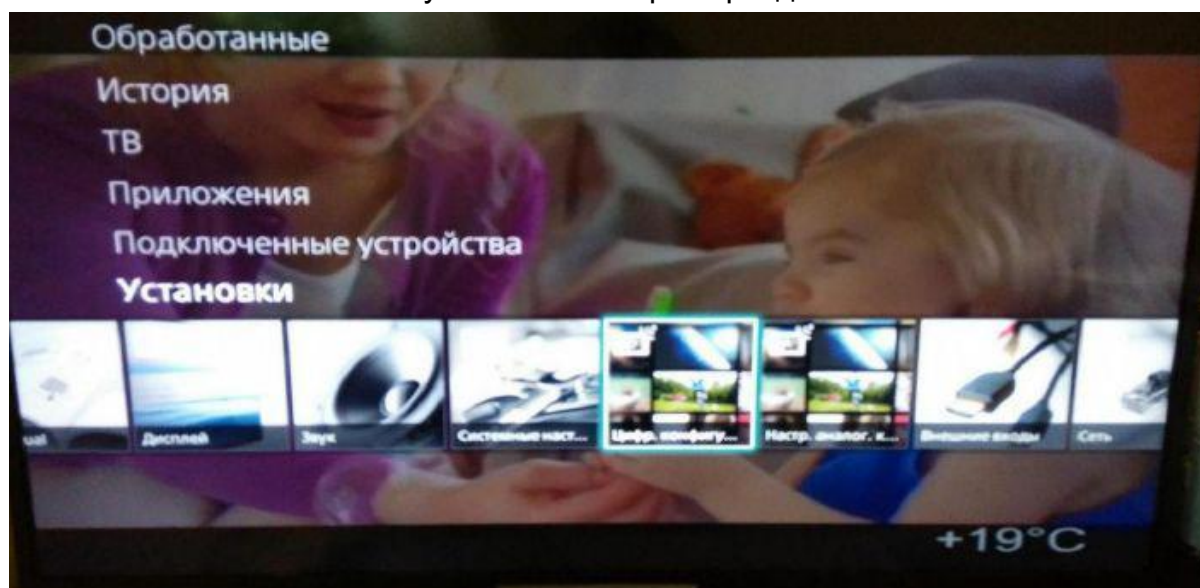 Обработанные
История
ТВ
Приложения
Подключенные устройства
Установки
ual
Дисплей
Звук
Системные наст...
Цифр. конфигу...
Настр. аналог. к...
Внешние входы
Сеть
+19°C